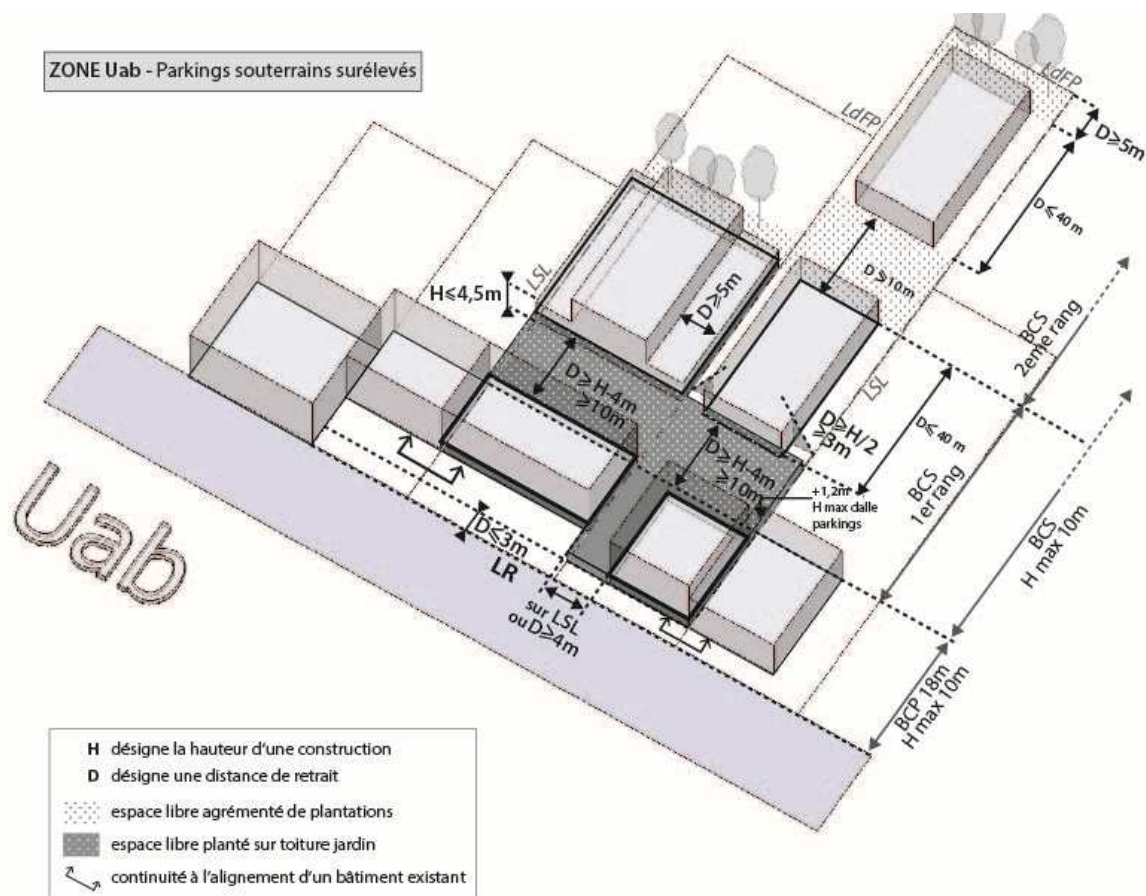 ZONE Uab - Parkings souterrains surélevés
LdFP
LdFP
D≥5m
D≤ 40 m
D≥10m
LSL
H≤4,5m
D≥5m
BCS
2eme rang
LSL
D≥H-4m
≥10m
D≥H/2
≥3m
D≤ 40 m
D≥H-4m
≥10m
+1,2m
H max dalle
parkings
BCS
1er rang
BCS
H max 10m
Uab
D≤3m
LR
sur LSL
ou D≥4m
BCP 18m
H max 10m
H désigne la hauteur d'une construction
D désigne une distance de retrait
espace libre agrémenté de plantations
espace libre planté sur toiture jardin
continuité à l'alignement d'un bâtiment existant